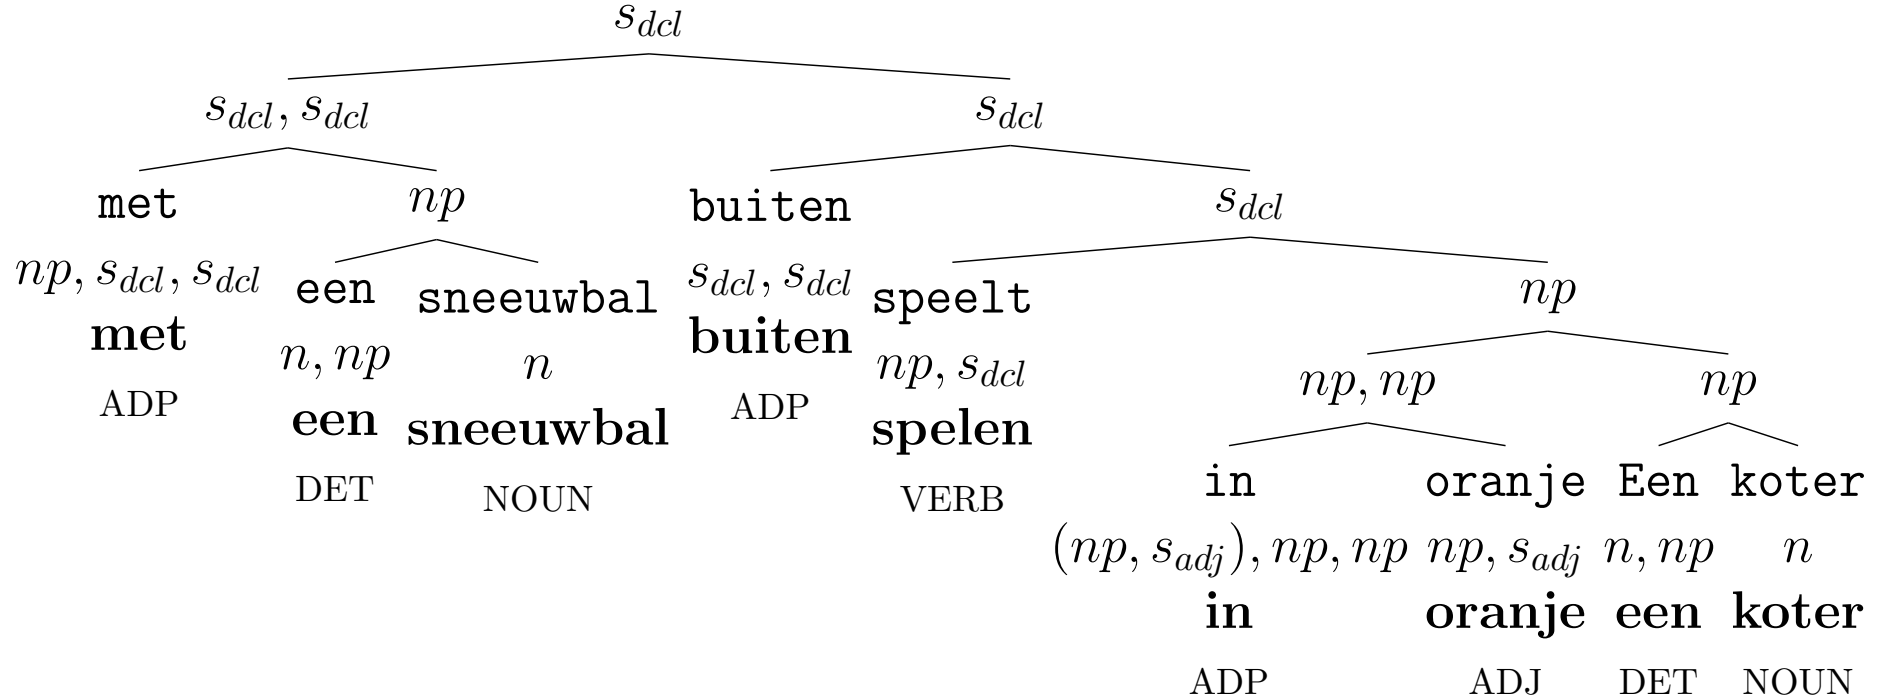 s_dcl
s_dcl, s_dcl s_dcl
met np buiten s_dcl
np, s_dcl, s_dcl een sneeuwbal s_dcl, s_dcl speelt np
met n, np n buiten np, s_dcl np, np np
ADP een sneeuwbal ADP spelen in oranje Een koter
DET NOUN VERB (np, s_adj), np, np np, s_adj n, np n
in oranje een koter
ADP ADJ DET NOUN